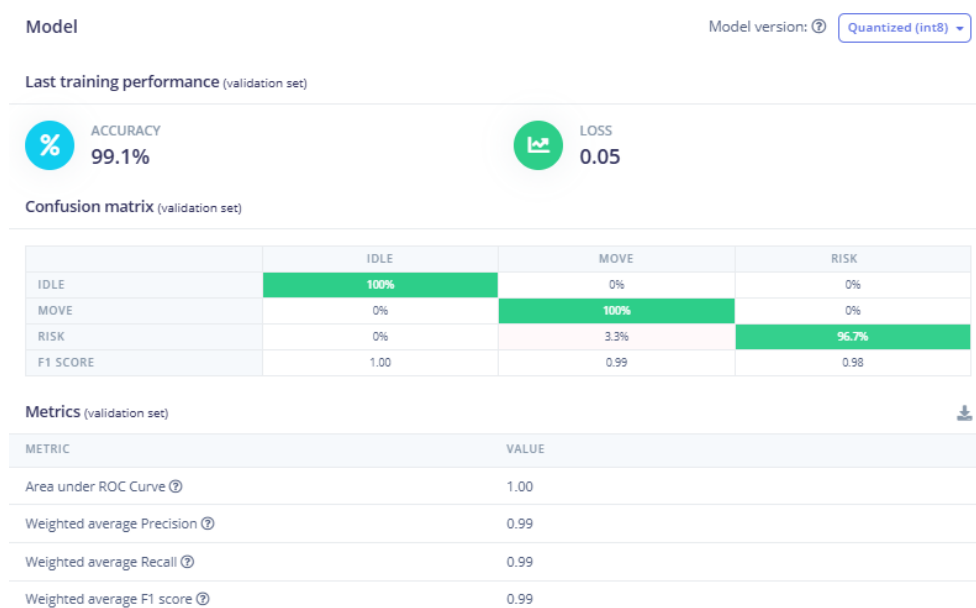 Model
Model version: Quantized (int8)
Last training performance (validation set)
% ACCURACY LOSS
99.1% 0.05
Confusion matrix (validation set)
IDLE MOVE RISK
IDLE 100% 0% 0%
MOVE 0% 100% 0%
RISK 0% 3.3% 96.7%
F1 SCORE 1.00 0.99 0.98
Metrics (validation set)
METRIC VALUE
Area under ROC Curve ? 1.00
Weighted average Precision ? 0.99
Weighted average Recall ? 0.99
Weighted average F1 score ? 0.99